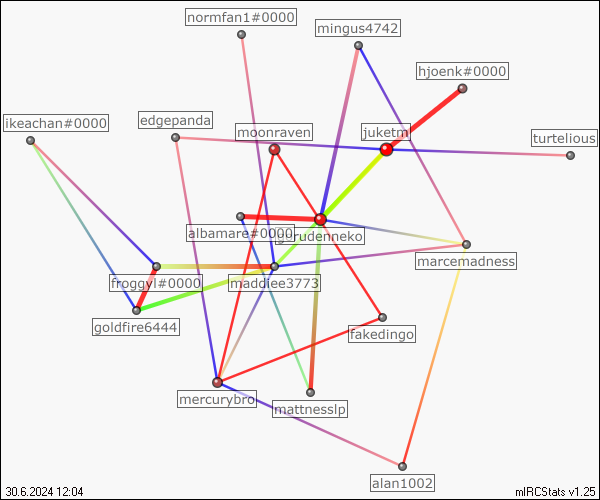 normfan1#0000
mingus4742
hjoenk#0000
ikeachan#0000
edgepanda
moonraven
juketm
turtelious
albamare#0000
gurudenneko
marcemadness
froggyl#0000
maddiee3773
goldfire6444
fakedingo
mercurybro
mattnesslp
alan1002
30.6.2024 12:04
mIRCStats v1.25